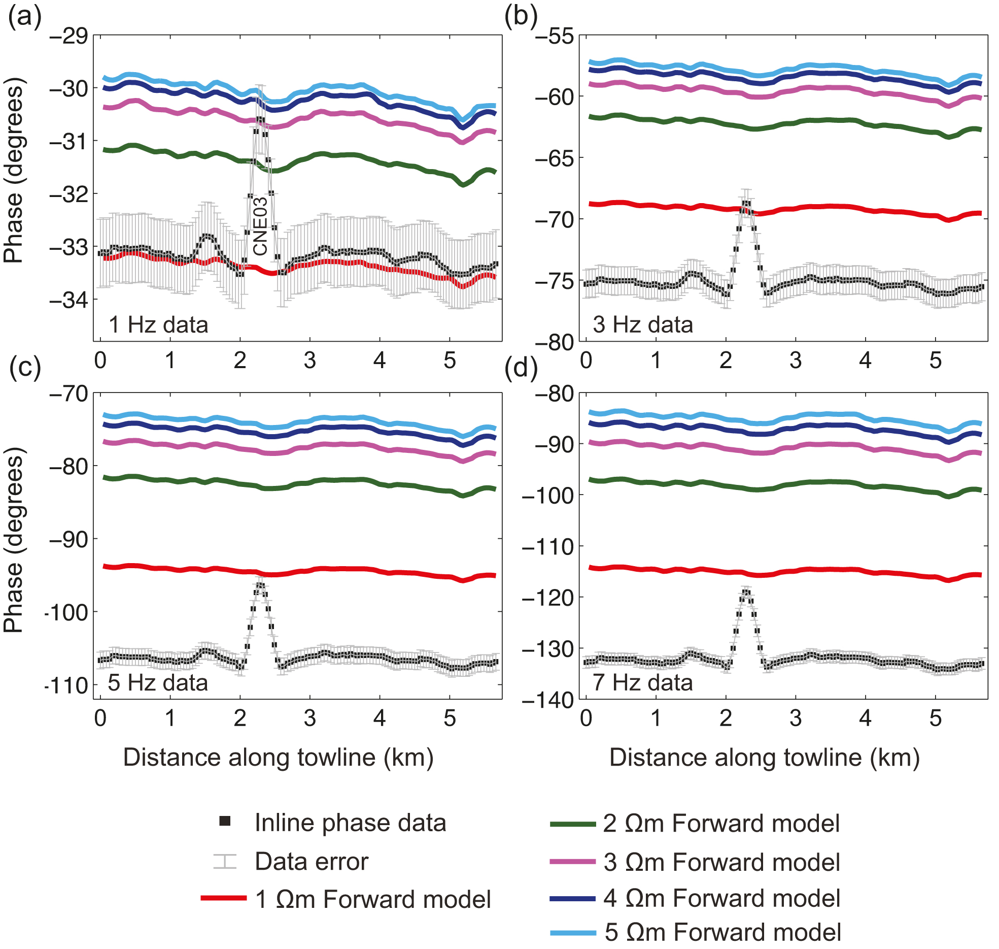 (a)
(b)
−29
−30
−31
−32
−33
−34
Phase (degrees)
CNE03
1 Hz data
0 1 2 3 4 5
−55
−60
−65
−70
−75
−80
3 Hz data
0 1 2 3 4 5
(c)
(d)
−70
−80
−90
-100
-110
Phase (degrees)
5 Hz data
0 1 2 3 4 5
Distance along towline (km)
−80
−90
−100
−110
−120
−130
−140
7 Hz data
0 1 2 3 4 5
Distance along towline (km)
Inline phase data
Data error
1 Ωm Forward model
2 Ωm Forward model
3 Ωm Forward model
4 Ωm Forward model
5 Ωm Forward model